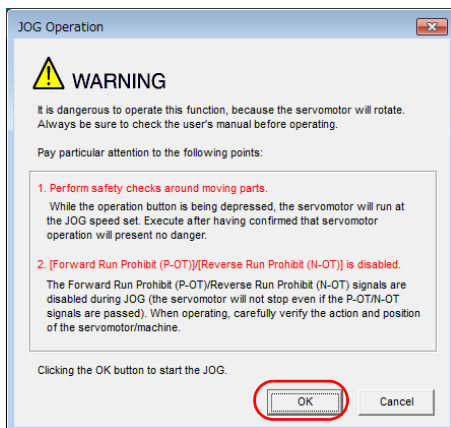 JOG Operation
WARNING
It is dangerous to operate this function, because the servomotor will rotate.
Always be sure to check the user's manual before operating.
Pay particular attention to the following points:
1. Perform safety checks around moving parts.
While the operation button is being depressed, the servomotor will run at
the JOG speed set. Execute after having confirmed that servomotor
operation will present no danger.
2. [Forward Run Prohibit (P-OT)]/[Reverse Run Prohibit (N-OT)] is disabled.
The Forward Run Prohibit (P-OT)/Reverse Run Prohibit (N-OT) signals are
disabled during JOG (the servomotor will not stop even if the P-OT/N-OT
signals are passed). When operating, carefully verify the action and position
of the servomotor/machine.
Clicking the OK button to start the JOG.
OK
Cancel